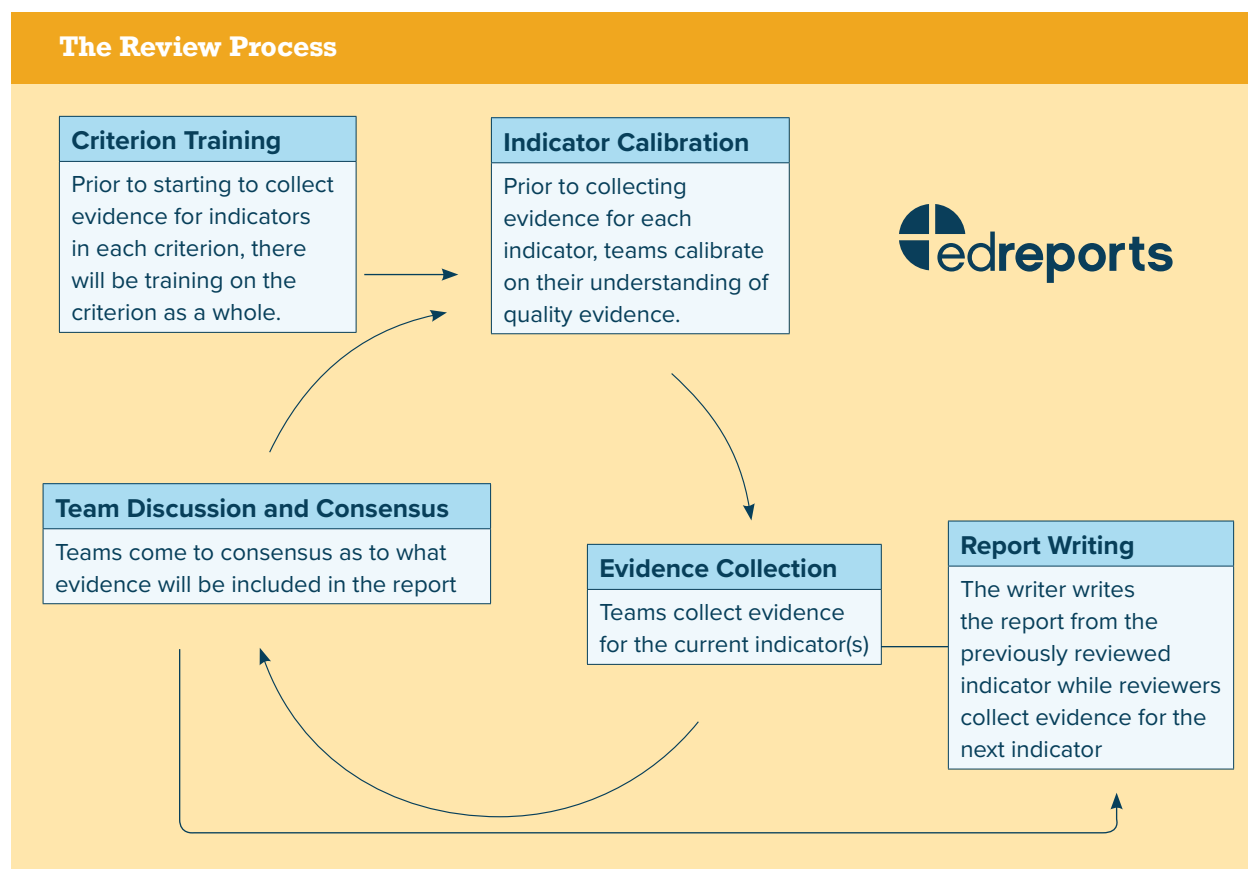 The Review Process
Criterion Training
Prior to starting to collect
evidence for indicators
in each criterion, there
will be training on the
criterion as a whole.
Indicator Calibration
Prior to collecting
evidence for each
indicator, teams calibrate
on their understanding of
quality evidence.
edreports
Team Discussion and Consensus
Teams come to consensus as to what
evidence will be included in the report
Evidence Collection
Teams collect evidence
for the current indicator(s)
Report Writing
The writer writes
the report from the
previously reviewed
indicator while reviewers
collect evidence for the
next indicator